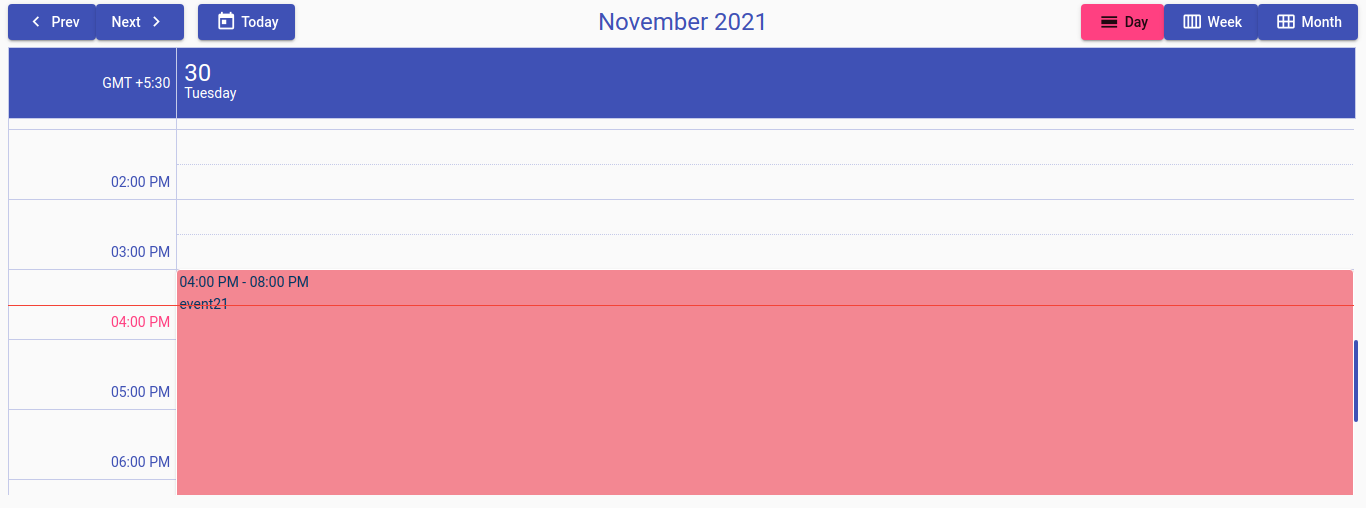 Prev Next Today November 2021 Day Week Month
GMT +5:30 30
Tuesday
02:00 PM
03:00 PM
04:00 PM - 08:00 PM
event21
04:00 PM
05:00 PM
06:00 PM